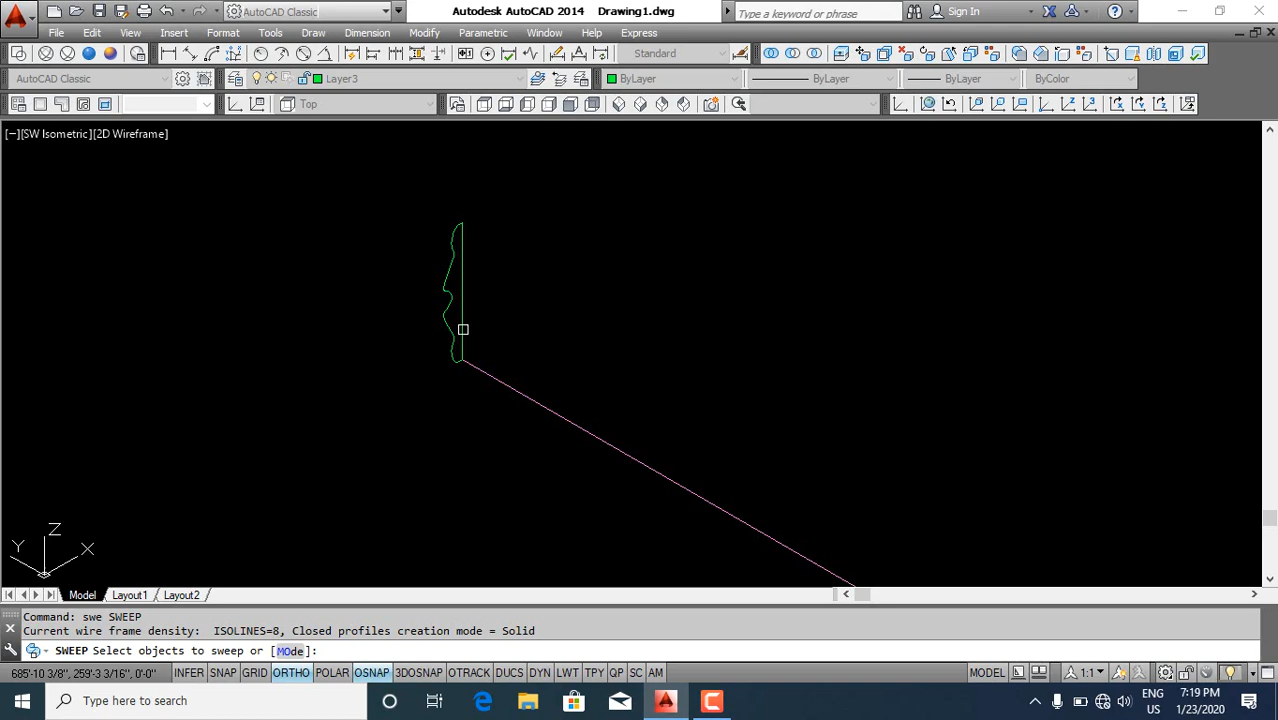 AutoCAD Classic
Autodesk AutoCAD 2014 Drawing1.dwg
Type a keyword or phrase
Sign In
File Edit View Insert Format Tools Draw Dimension Modify Parametric Window Help Express
Standard
AutoCAD Classic
Layer3
ByLayer
ByLayer
ByLayer
ByColor
Top
[−][SW Isometric][2D Wireframe]
Z
Y
X
Model Layout1 Layout2
Command: swe SWEEP
Current wire frame density: ISOLINES=8, Closed profiles creation mode = Solid
SWEEP Select objects to sweep or [MOde]:
685'-10 3/8", 259'-3 3/16", 0'-0"
INFER SNAP GRID ORTHO POLAR OSNAP 3DOSNAP OTRACK DUCS DYN LWT TPY QP SC AM
MODEL
1:1
Type here to search
ENG
US
7:19 PM
1/23/2020